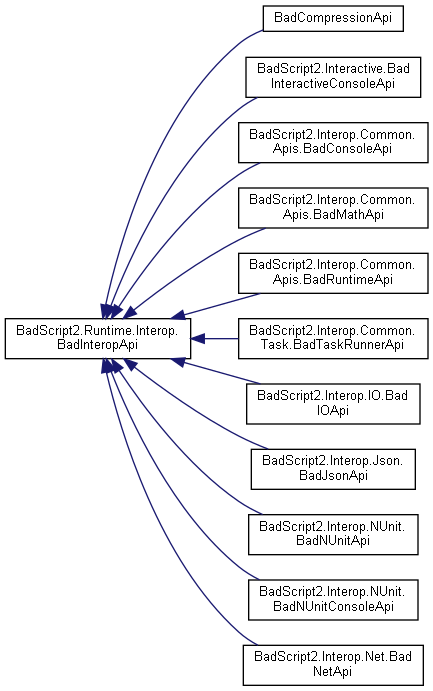 BadCompressionApi
BadScript2.Interactive.Bad
InteractiveConsoleApi
BadScript2.Interop.Common.
Apis.BadConsoleApi
BadScript2.Interop.Common.
Apis.BadMathApi
BadScript2.Interop.Common.
Apis.BadRuntimeApi
BadScript2.Runtime.Interop.
BadInteropApi
BadScript2.Interop.Common.
Task.BadTaskRunnerApi
BadScript2.Interop.IO.Bad
IOApi
BadScript2.Interop.Json.
BadJsonApi
BadScript2.Interop.NUnit.
BadNUnitApi
BadScript2.Interop.NUnit.
BadNUnitConsoleApi
BadScript2.Interop.Net.Bad
NetApi